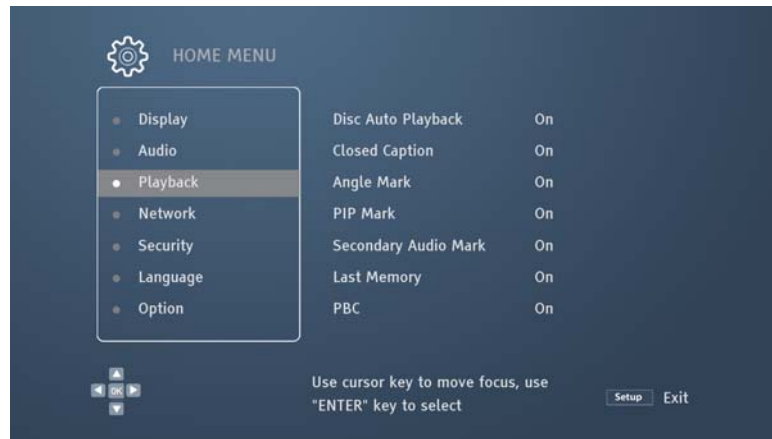 HOME MENU
Display
Audio
Playback
Network
Security
Language
Option
Disc Auto Playback On
Closed Caption On
Angle Mark On
PIP Mark On
Secondary Audio Mark On
Last Memory On
PBC On
OK
Use cursor key to move focus, use
"ENTER" key to select
Setup Exit